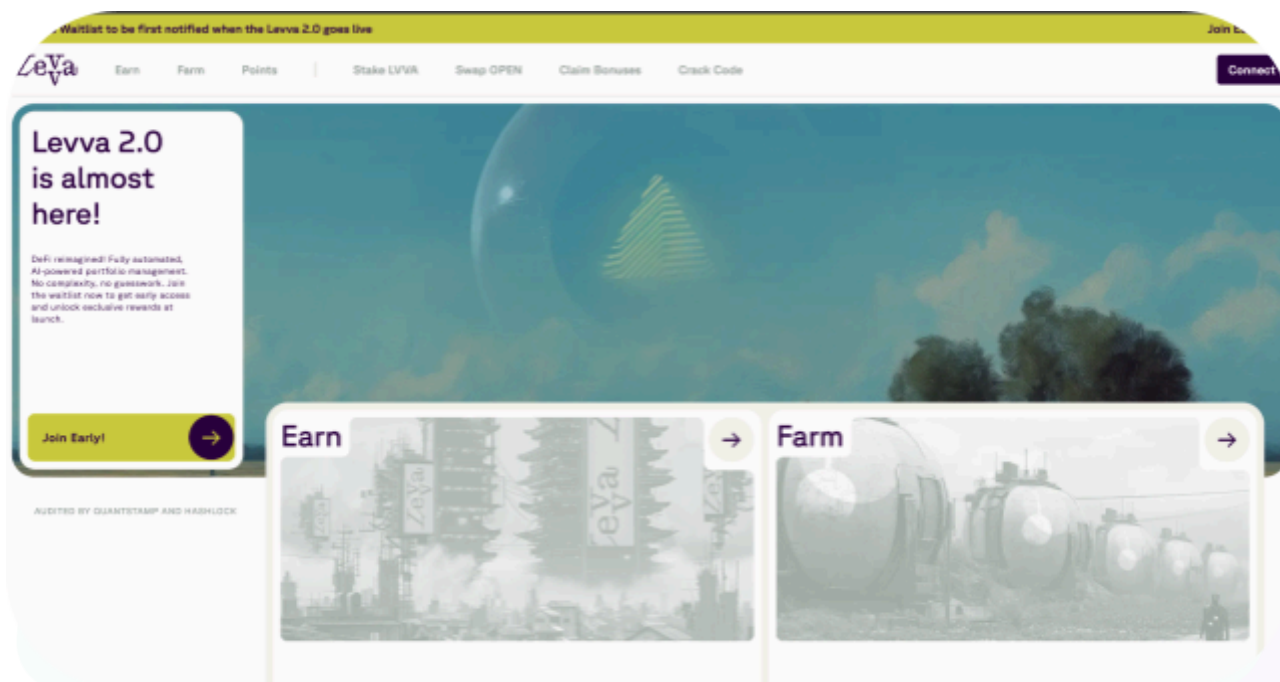 Waitlist to be first notified when the Levva 2.0 goes live
Join
Levva
Earn
Farm
Points
Stake LVVA
Swap OPEN
Claim Bonuses
Crack Code
Connect
Levva 2.0
is almost
here!
DeFi reimagined! Fully automated,
AI-powered portfolio management.
No complexity, no guesswork. Join
the waitlist now to get early access
and unlock exclusive rewards at
launch.
Join Early!
Earn
Farm
Levva
Levva
AUDITED BY QUANTSTAMP AND HASHLOCK